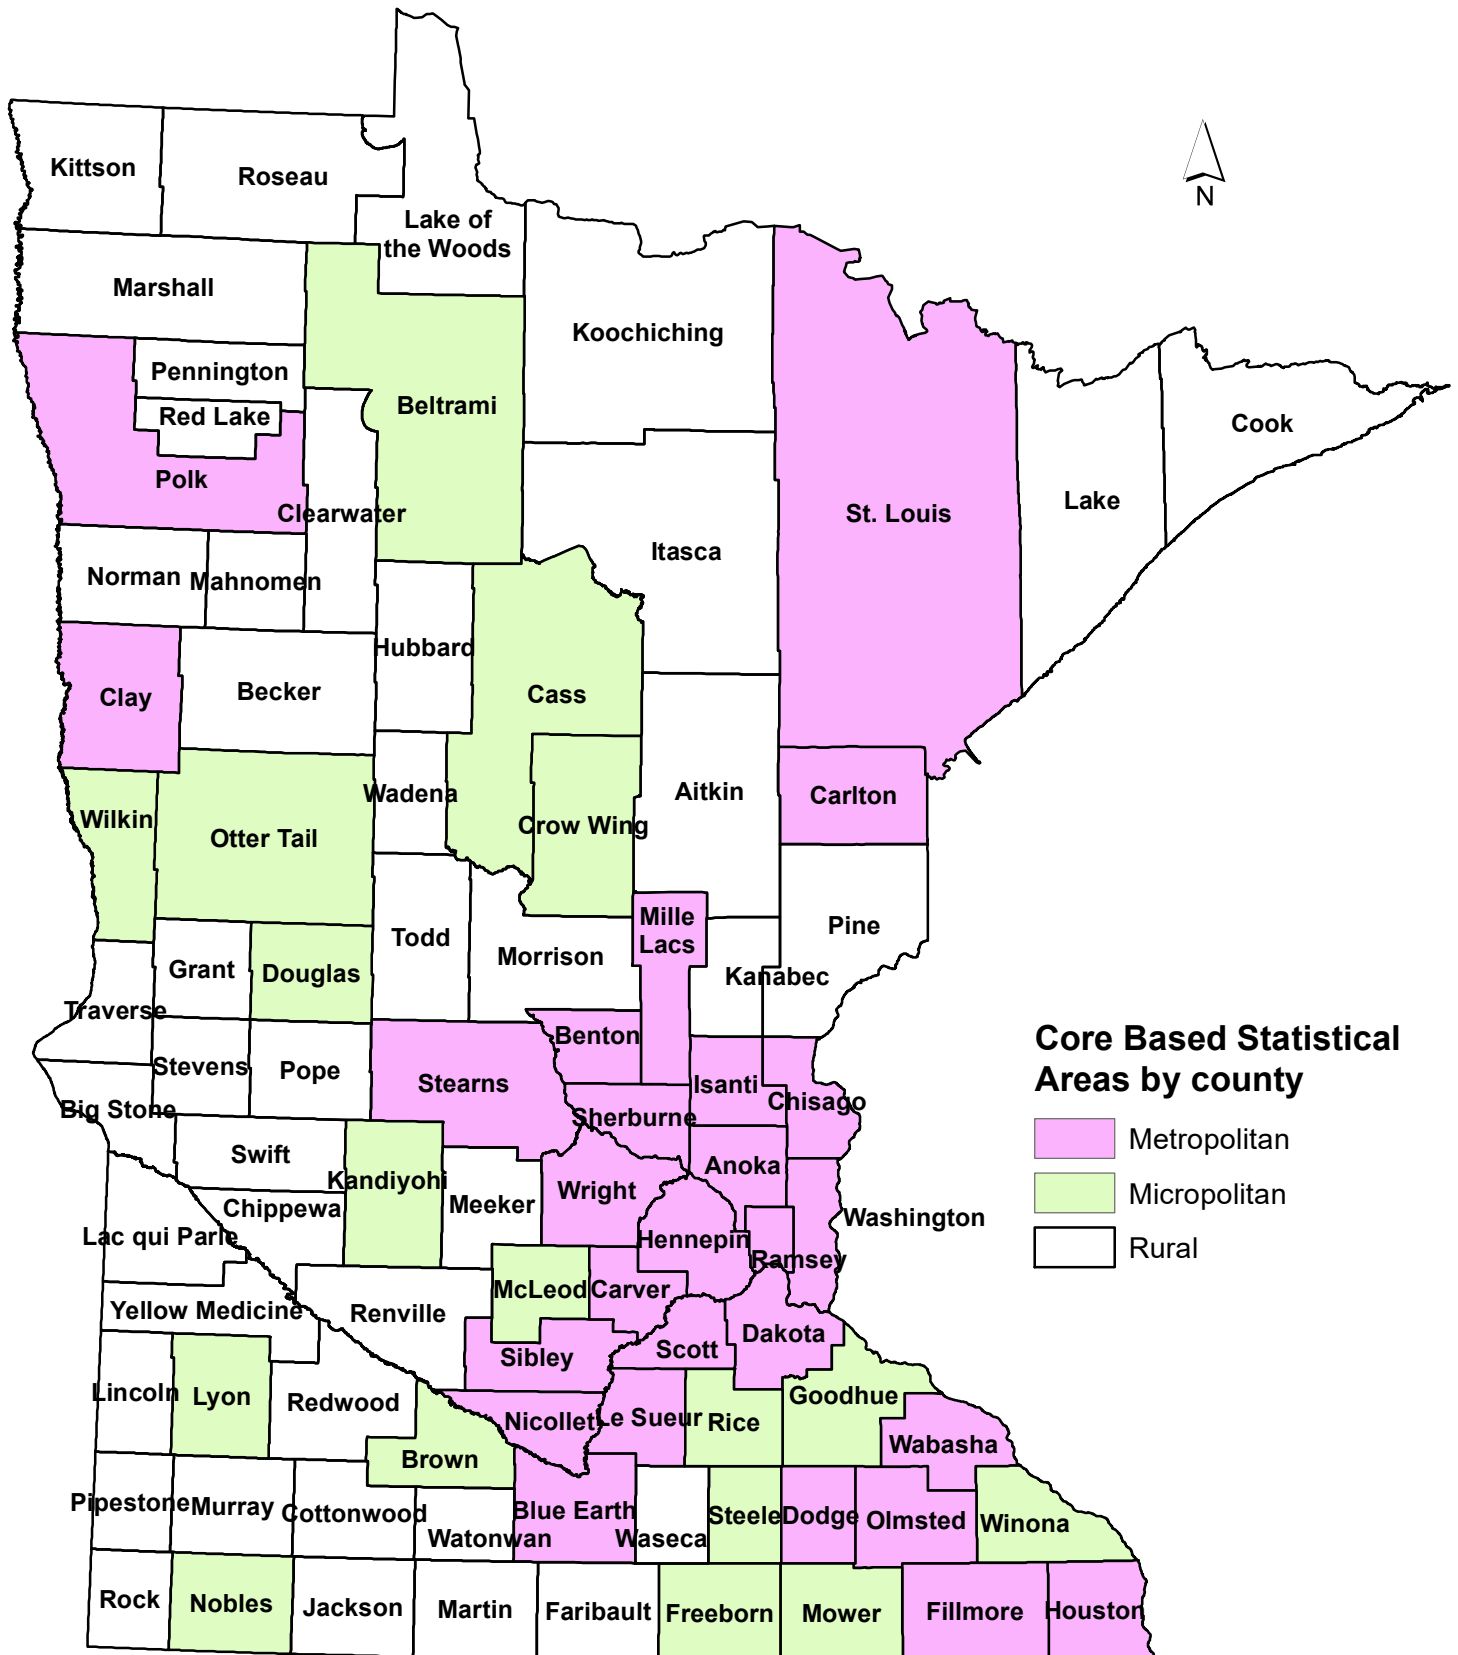 Kittson
Roseau
Lake of
the Woods
N
Marshall
Koochiching
Pennington
Beltrami
Red Lake
Cook
Polk
Lake
Clearwater
St. Louis
Itasca
Norman
Mahnomen
Hubbard
Becker
Clay
Cass
Aitkin
Wadena
Carlton
Wilkin
Crow Wing
Otter Tail
Mille
Lacs
Pine
Todd
Morrison
Grant
Douglas
Kanabec
Traverse
Benton
Core Based Statistical
Areas by county
Stevens
Pope
Stearns
Isanti
Chisago
Big Stone
Sherburne
Metropolitan
Swift
Anoka
Kandiyohi
Wright
Micropolitan
Meeker
Chippewa
Washington
Lac qui Parle
Hennepin
Rural
Ramsey
McLeod
Carver
Yellow Medicine
Renville
Dakota
Scott
Sibley
Lincoln
Lyon
Redwood
Goodhue
Nicollet
Le Sueur
Rice
Wabasha
Brown
Pipestone
Murray
Cottonwood
Blue Earth
Steele
Dodge
Olmsted
Winona
Watonwan
Waseca
Rock
Nobles
Jackson
Martin
Faribault
Freeborn
Mower
Fillmore
Houston